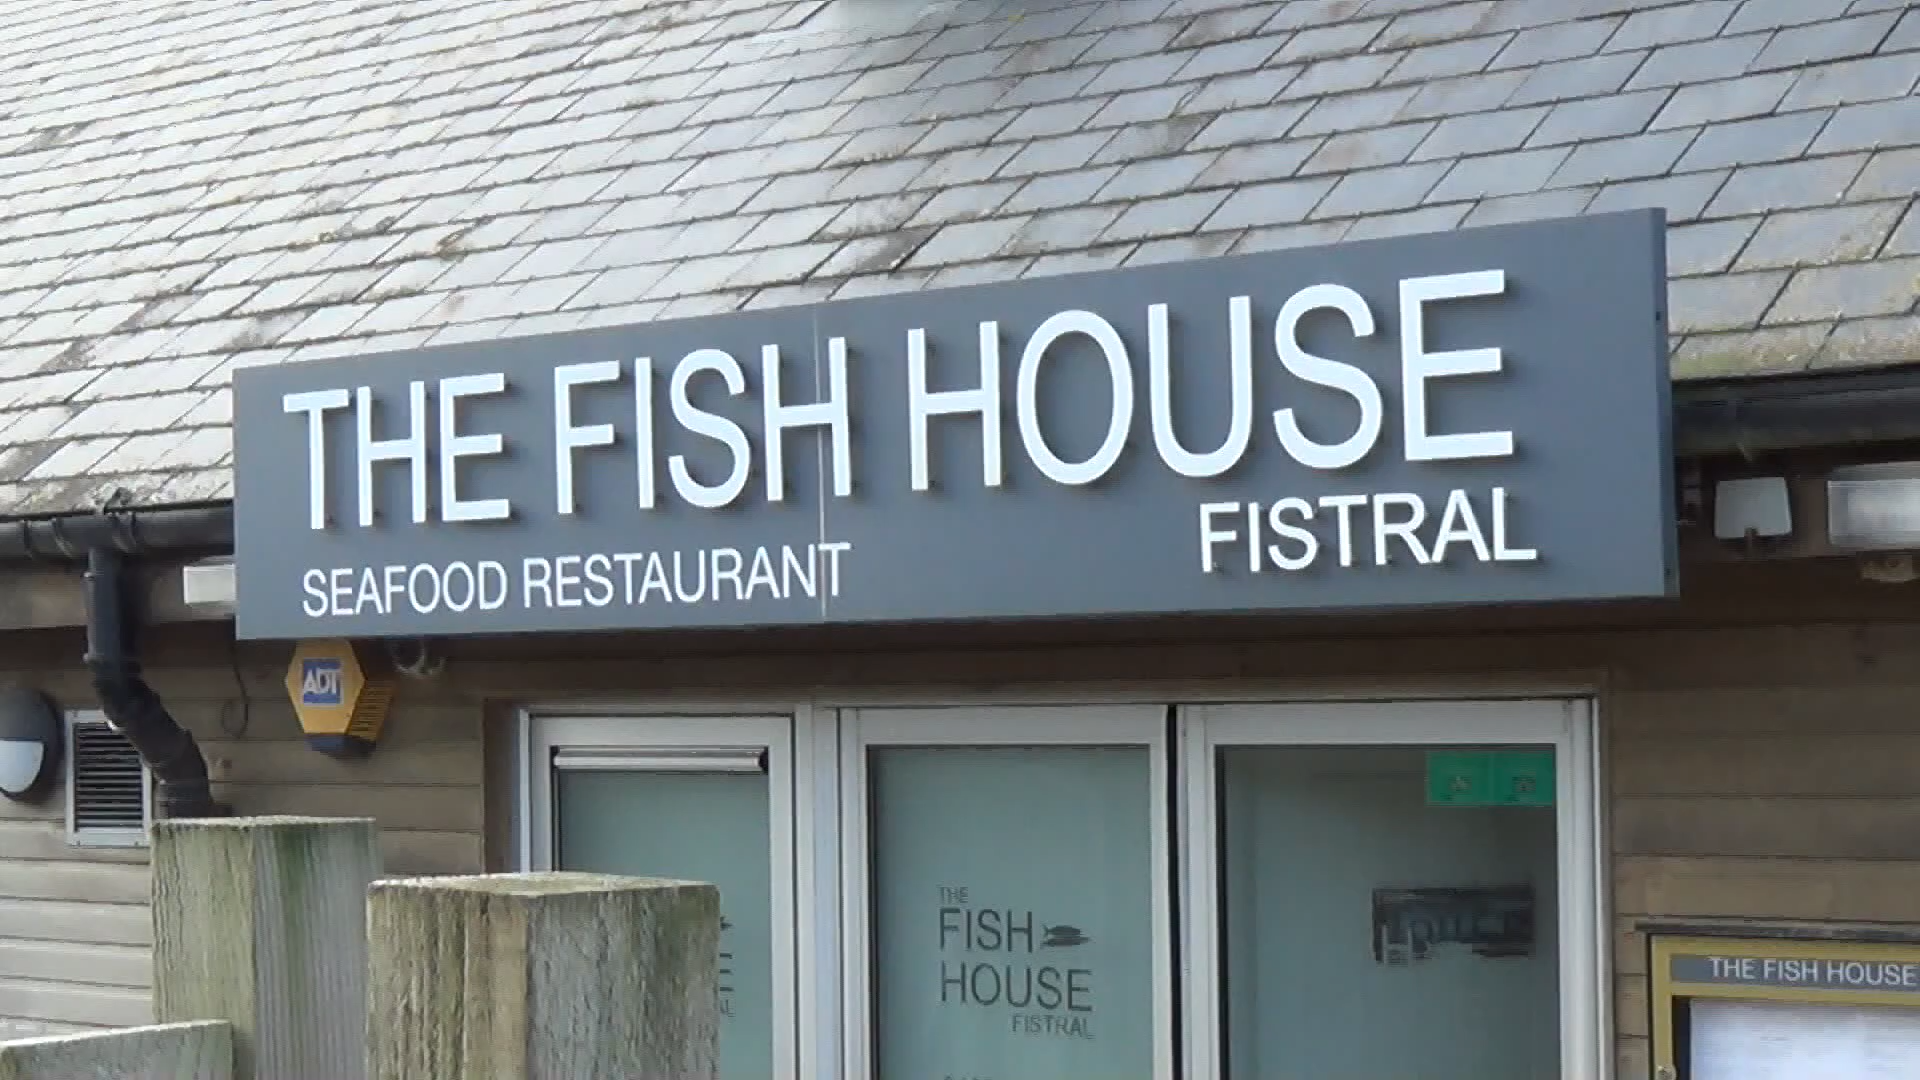 THE FISH HOUSE
SEAFOOD RESTAURANT
FISTRAL
ADT
THE
FISH
HOUSE
FISTRAL
THE FISH HOUSE